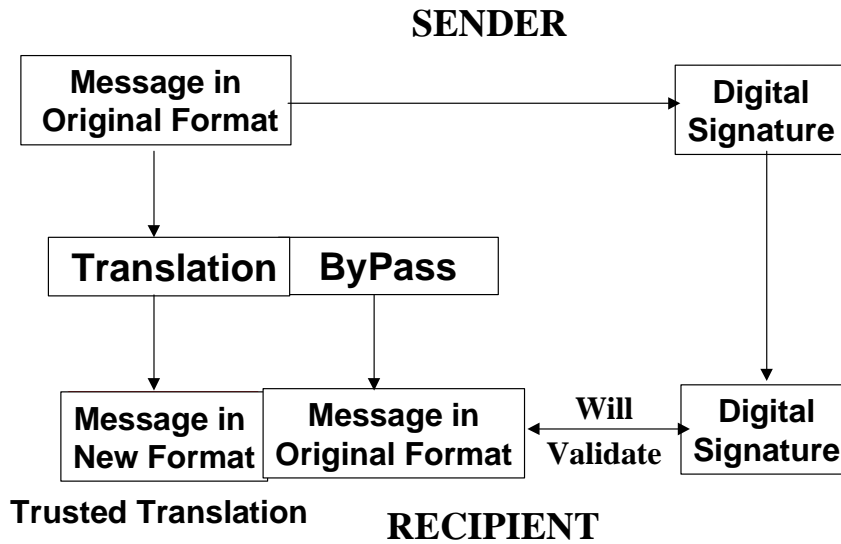 SENDER
Message in
Original Format
Digital
Signature
Translation
ByPass
Message in
New Format
Message in
Original Format
Will
Validate
Digital
Signature
Trusted Translation
RECIPIENT